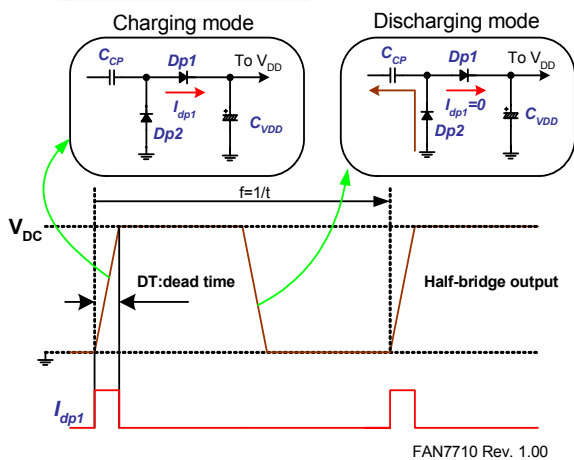 Charging mode
Discharging mode
CCP
Dp1
To VDD
Idp1
Dp2
CVDD
CCP
Dp1
To VDD
Idp1=0
Dp2
CVDD
f=1/t
VDC
DT:dead time
Half-bridge output
Idp1
FAN7710 Rev. 1.00